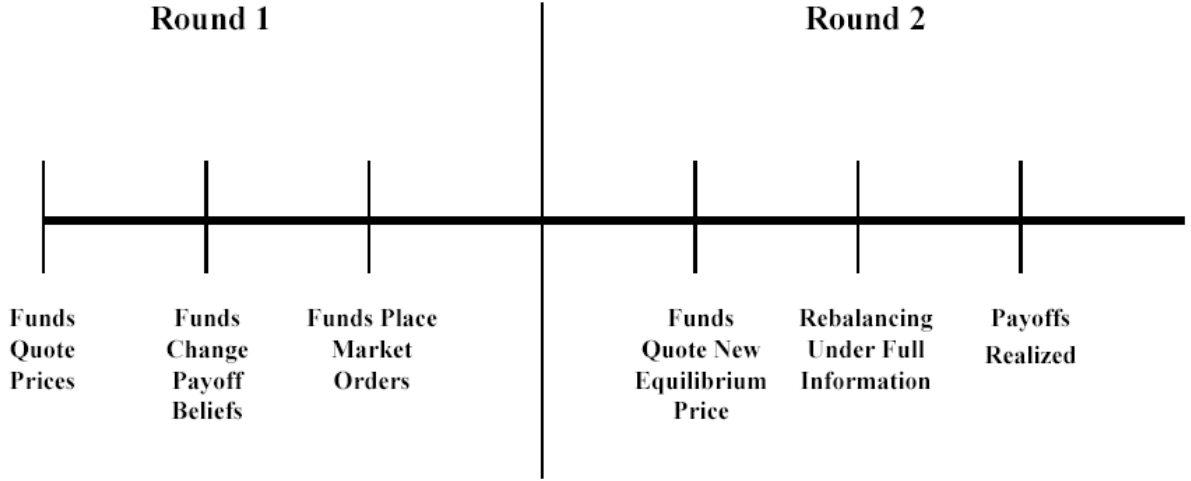 Round 1
Round 2
Funds
Quote
Prices
Funds
Change
Payoff
Beliefs
Funds Place
Market
Orders
Funds
Quote New
Equilibrium
Price
Rebalancing
Under Full
Information
Payoffs
Realized